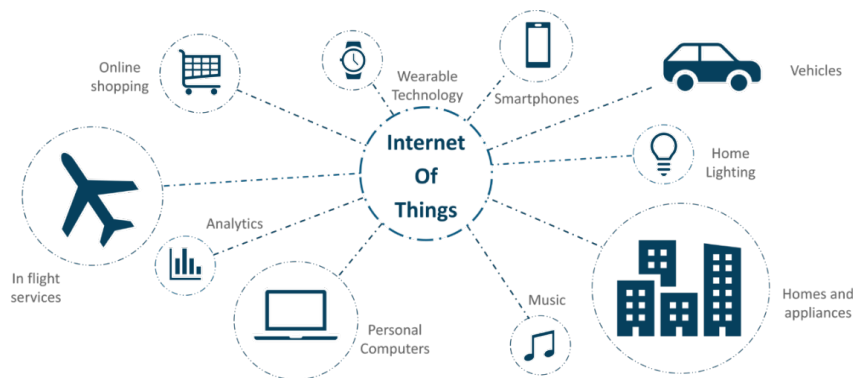 Online
shopping
Wearable
Technology
Smartphones
Vehicles
Internet
Of
Things
Home
Lighting
Analytics
In flight
services
Personal
Computers
Music
Homes and
appliances